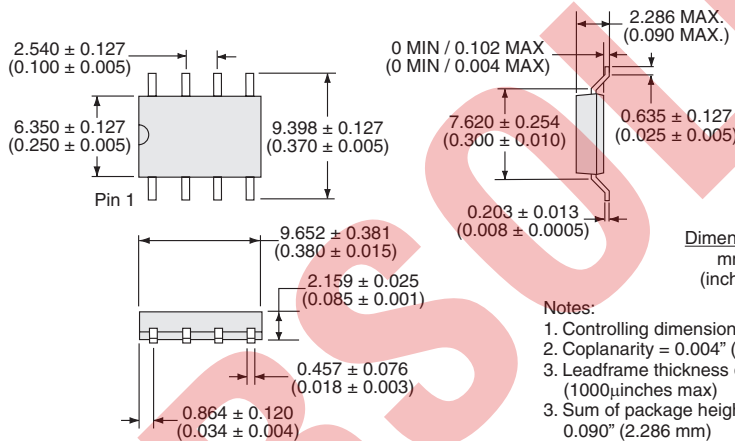 2.540 ± 0.127
(0.100 ± 0.005)
6.350 ± 0.127
(0.250 ± 0.005)
9.398 ± 0.127
(0.370 ± 0.005)
Pin 1
9.652 ± 0.381
(0.380 ± 0.015)
2.159 ± 0.025
(0.085 ± 0.001)
0.457 ± 0.076
(0.018 ± 0.003)
0.864 ± 0.120
(0.034 ± 0.004)
2.286 MAX.
(0.090 MAX.)
0 MIN / 0.102 MAX
(0 MIN / 0.004 MAX)
7.620 ± 0.254
(0.300 ± 0.010)
0.635 ± 0.127
(0.025 ± 0.005)
0.203 ± 0.013
(0.008 ± 0.0005)
Notes:
1. Controlling dimension
2. Coplanarity = 0.004" (
3. Leadframe thickness
(1000µinches max)
3. Sum of package heigh
0.090" (2.286 mm)